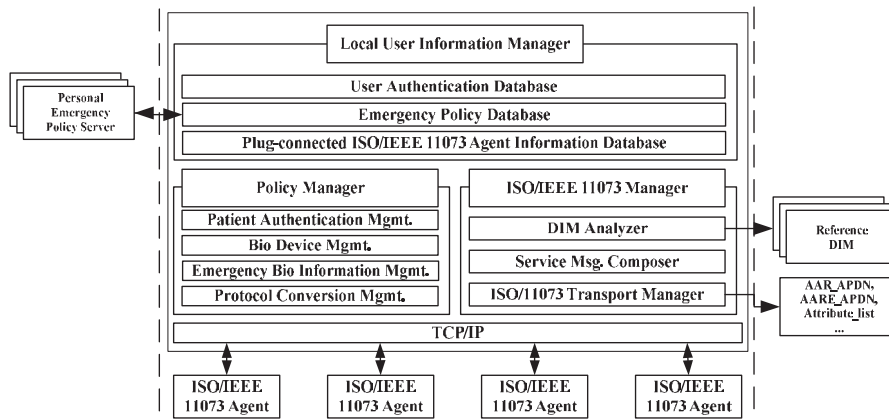 Local User Information Manager
User Authentication Database
Emergency Policy Database
Plug-connected ISO/IEEE 11073 Agent Information Database
Personal
Emergency
Policy Server
Policy Manager
Patient Authentication Mgmt.
Bio Device Mgmt.
Emergency Bio Information Mgmt.
Protocol Conversion Mgmt.
ISO/IEEE 11073 Manager
DIM Analyzer
Service Msg. Composer
ISO/11073 Transport Manager
Reference
DIM
AAR_APDN,
AARE_APDN,
Attribute_list
...
TCP/IP
ISO/IEEE
11073 Agent
ISO/IEEE
11073 Agent
ISO/IEEE
11073 Agent
ISO/IEEE
11073 Agent